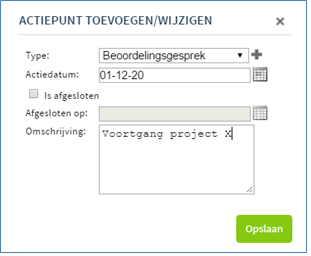 ACTIEPUNT TOEVOEGEN/WIJZIGEN ×
Type: Beoordelingsgesprek
Actiedatum: 01-12-20
Is afgesloten
Afgesloten op:
Omschrijving: Voortgang project X
Opslaan